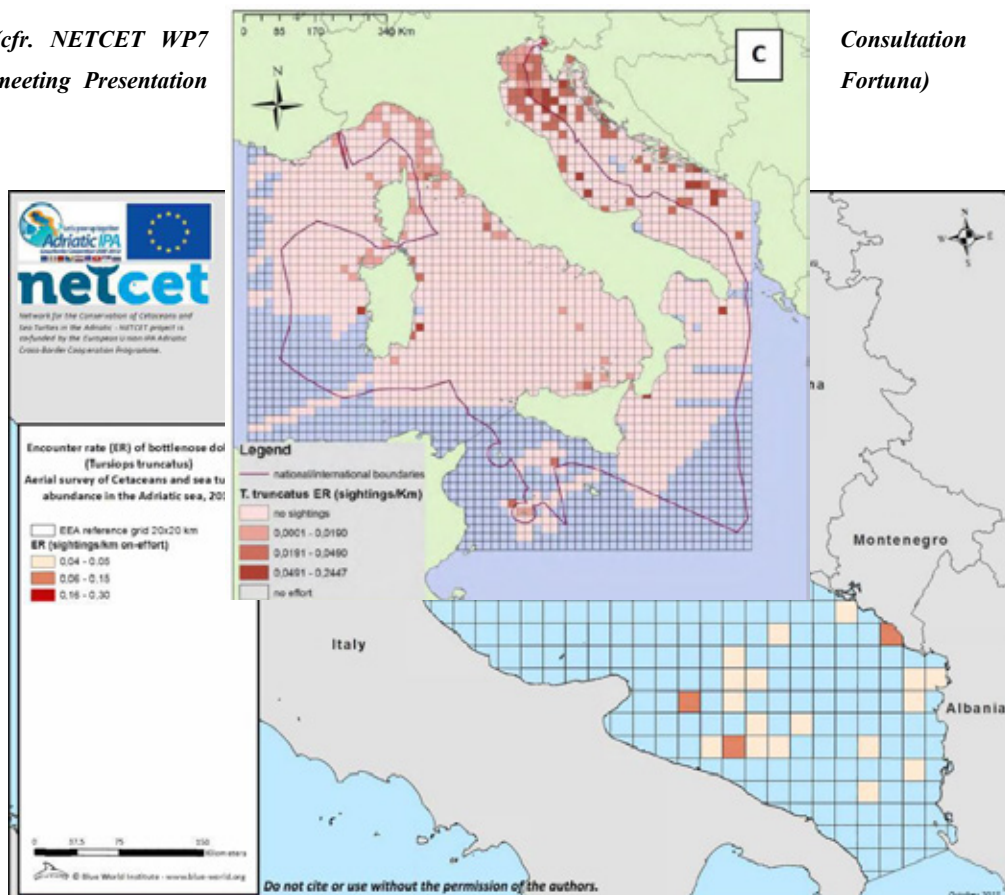 (cfr. NETCET WP7
meeting Presentation
Consultation
Fortuna)
0 85 170 340 Km
N
C
Legend
national/international boundaries
T. truncatus ER (sightings/Km)
no sightings
0,0001 - 0,0190
0,0191 - 0,0490
0,0491 - 0,2447
no effort
Let's grow up together
Adriatic IPA
netcet
Network for the Conservation of Cetaceans and
Sea Turtles in the Adriatic - NETCET project is
co-funded by the European Union IPA Adriatic
Cross-Border Cooperation Programme.
Encounter rate (ER) of bottlenose dol
(Tursiops truncatus)
Aerial survey of Cetaceans and sea tu
abundance in the Adriatic sea, 20
EEA reference grid 20x20 km
ER (sightings/km on-effort)
0,04 - 0,05
0,06 - 0,15
0,16 - 0,30
0 37,5 75 150
Kilometers
© Blue World Institute - www.blue-world.org
N
W E
S
Montenegro
Italy
Albania
Do not cite or use without the permission of the authors.